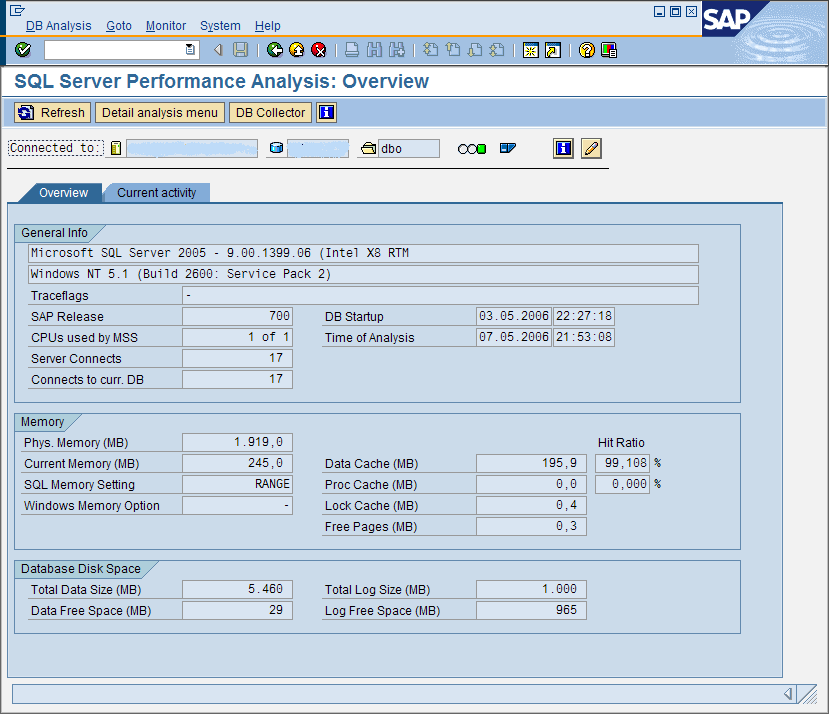 DB Analysis Goto Monitor System Help
SAP
SQL Server Performance Analysis: Overview
Refresh Detail analysis menu DB Collector
Connected to: dbo
Overview Current activity
General Info
Microsoft SQL Server 2005 - 9.00.1399.06 (Intel X8 RTM
Windows NT 5.1 (Build 2600: Service Pack 2)
Traceflags -
SAP Release 700 DB Startup 03.05.2006 22:27:18
CPUs used by MSS 1 of 1 Time of Analysis 07.05.2006 21:53:08
Server Connects 17
Connects to curr. DB 17
Memory
Phys. Memory (MB) 1.919,0 Hit Ratio
Current Memory (MB) 245,0 Data Cache (MB) 195,9 99,108 %
SQL Memory Setting RANGE Proc Cache (MB) 0,0 0,000 %
Windows Memory Option - Lock Cache (MB) 0,4
Free Pages (MB) 0,3
Database Disk Space
Total Data Size (MB) 5.460 Total Log Size (MB) 1.000
Data Free Space (MB) 29 Log Free Space (MB) 965